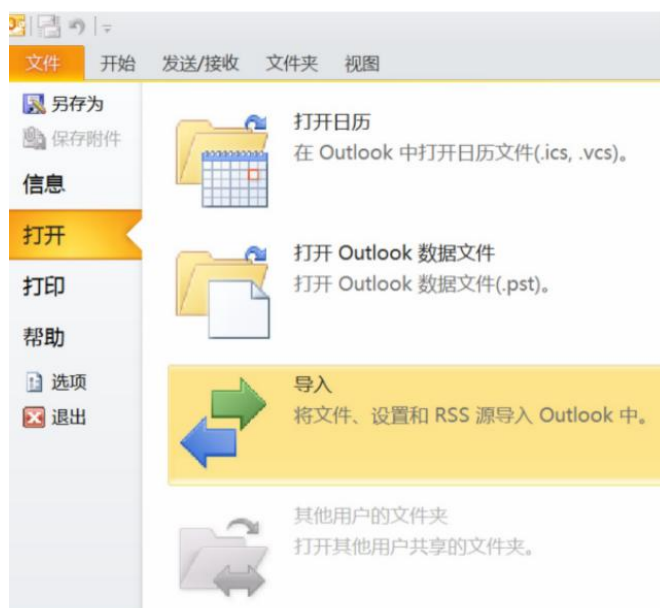 文件 开始 发送/接收 文件夹 视图
另存为
保存附件
信息
打开
打印
帮助
选项
退出
打开日历
在 Outlook 中打开日历文件(.ics, .vcs)。
打开 Outlook 数据文件
打开 Outlook 数据文件(.pst)。
导入
将文件、设置和 RSS 源导入 Outlook 中。
其他用户的文件夹
打开其他用户共享的文件夹。